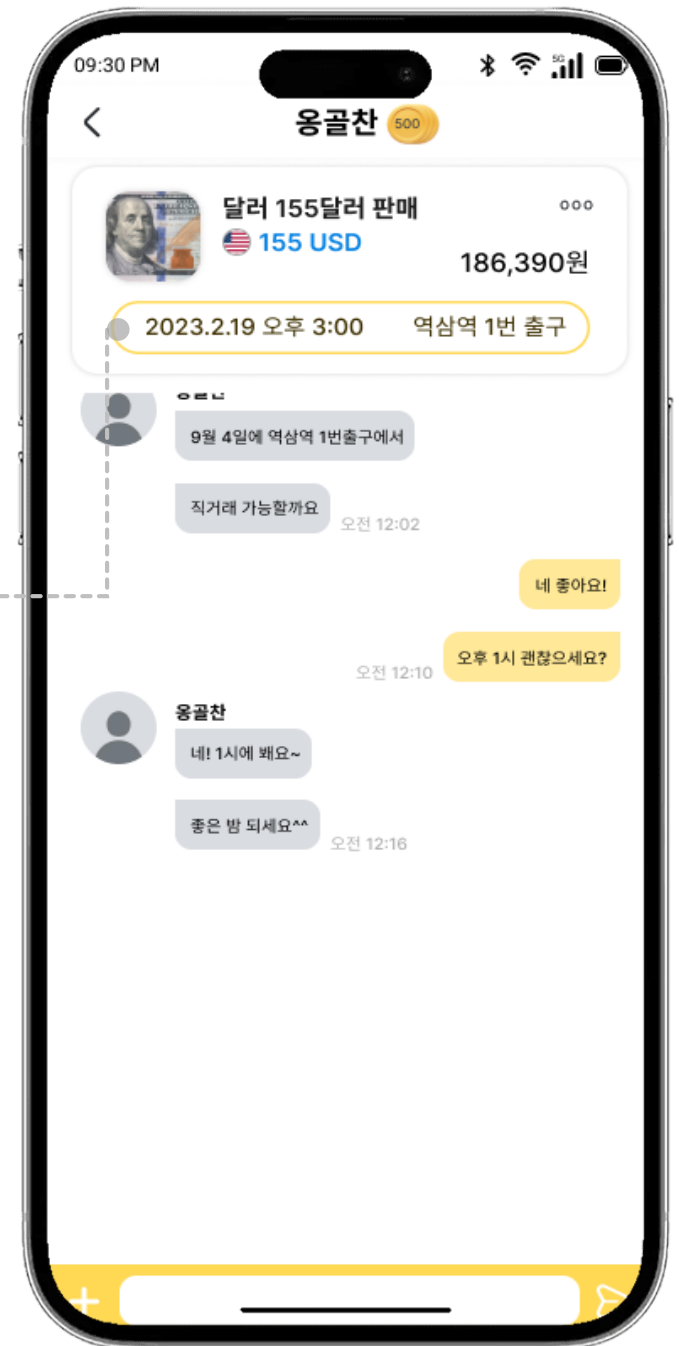 09:30 PM
5G
옹골찬 500
달러 155달러 판매
155 USD
186,390원
2023.2.19 오후 3:00 역삼역 1번 출구
9월 4일에 역삼역 1번출구에서
직거래 가능할까요
오전 12:02
네 좋아요!
오후 1시 괜찮으세요?
오전 12:10
옹골찬
네! 1시에 봬요~
좋은 밤 되세요^^
오전 12:16